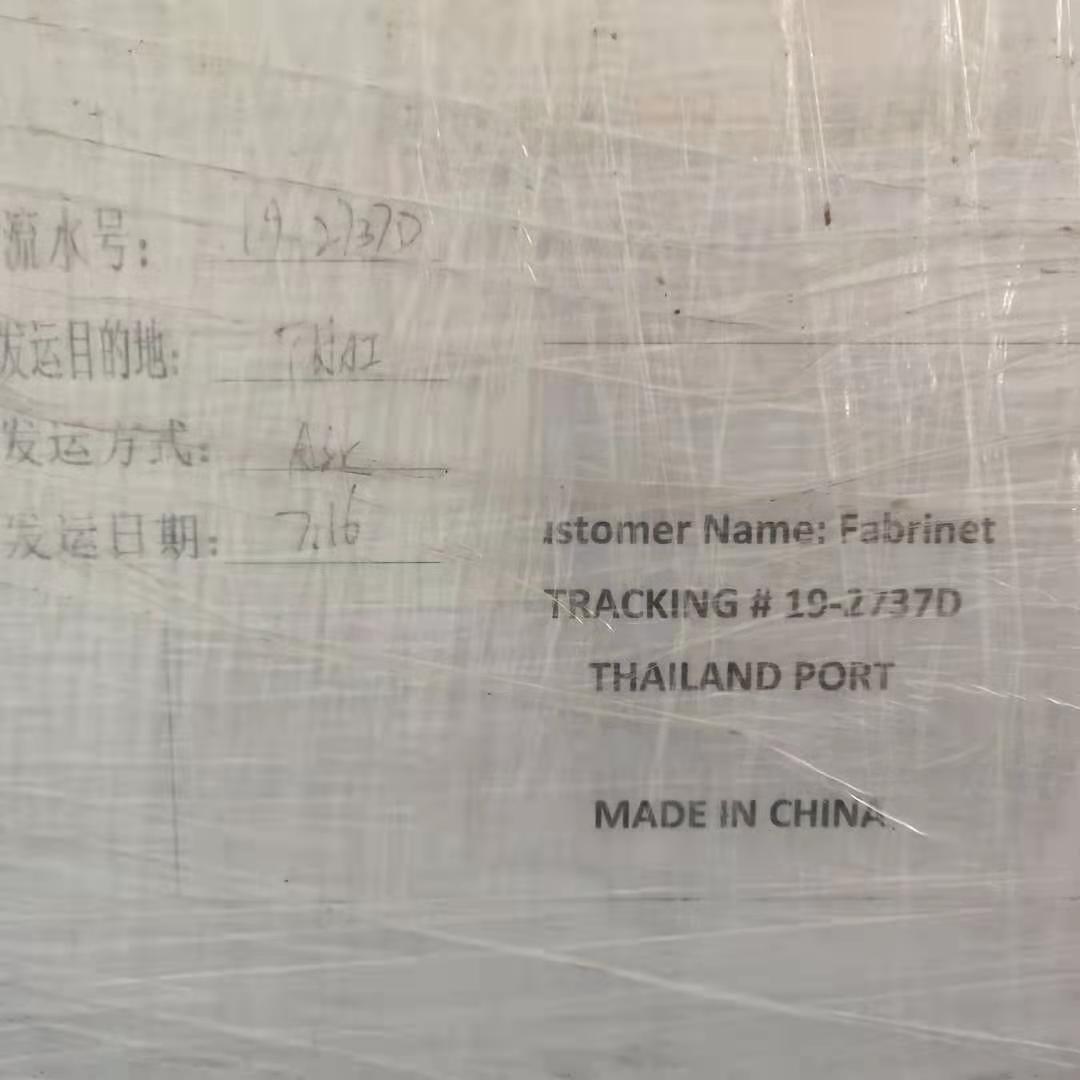 流水号: 19-2737D
发运目的地: THAI
发运方式: Air
发运日期: 7.16
ustomer Name: Fabrinet
TRACKING # 19-2737D
THAILAND PORT
MADE IN CHINA